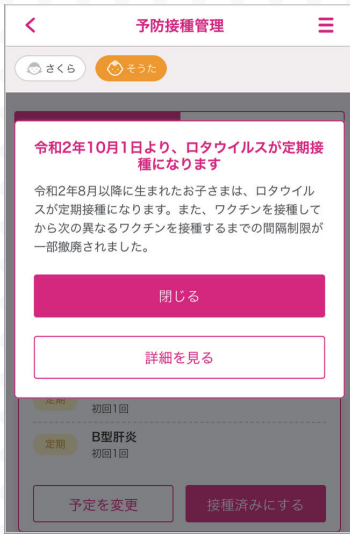 予防接種管理
さくら
そうた
令和2年10月1日より、ロタウイルスが定期接
種になります
令和2年8月以降に生まれたお子さまは、ロタウイル
スが定期接種になります。また、ワクチンを接種して
から次の異なるワクチンを接種するまでの間隔制限が
一部撤廃されました。
閉じる
詳細を見る
定期
初回1回
定期
B型肝炎
初回1回
予定を変更
接種済みにする